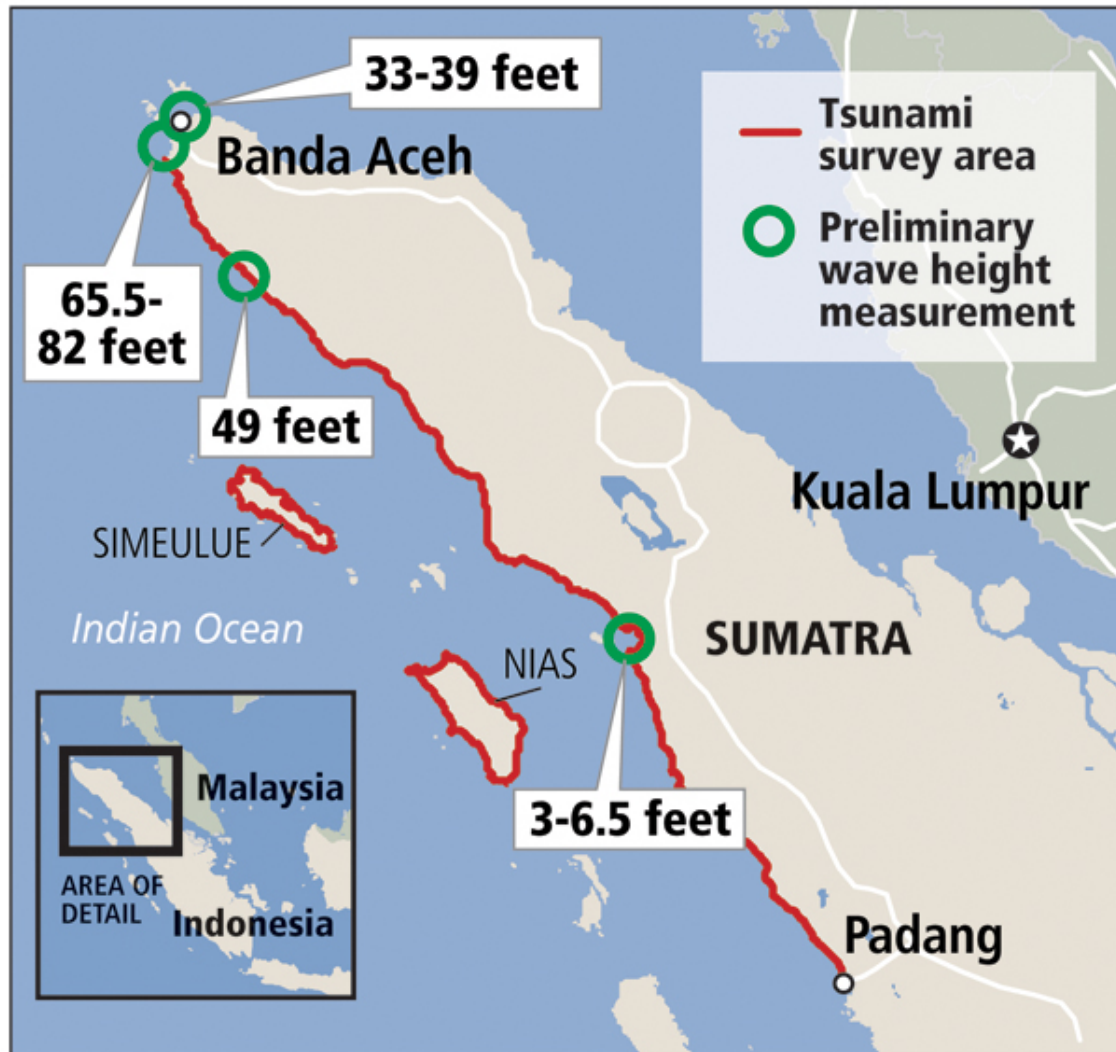 33-39 feet
Banda Aceh
Tsunami
survey area
Preliminary
wave height
measurement
65.5-
82 feet
49 feet
Kuala Lumpur
SIMEULUE
Indian Ocean
SUMATRA
NIAS
3-6.5 feet
Malaysia
AREA OF
DETAIL
Indonesia
Padang